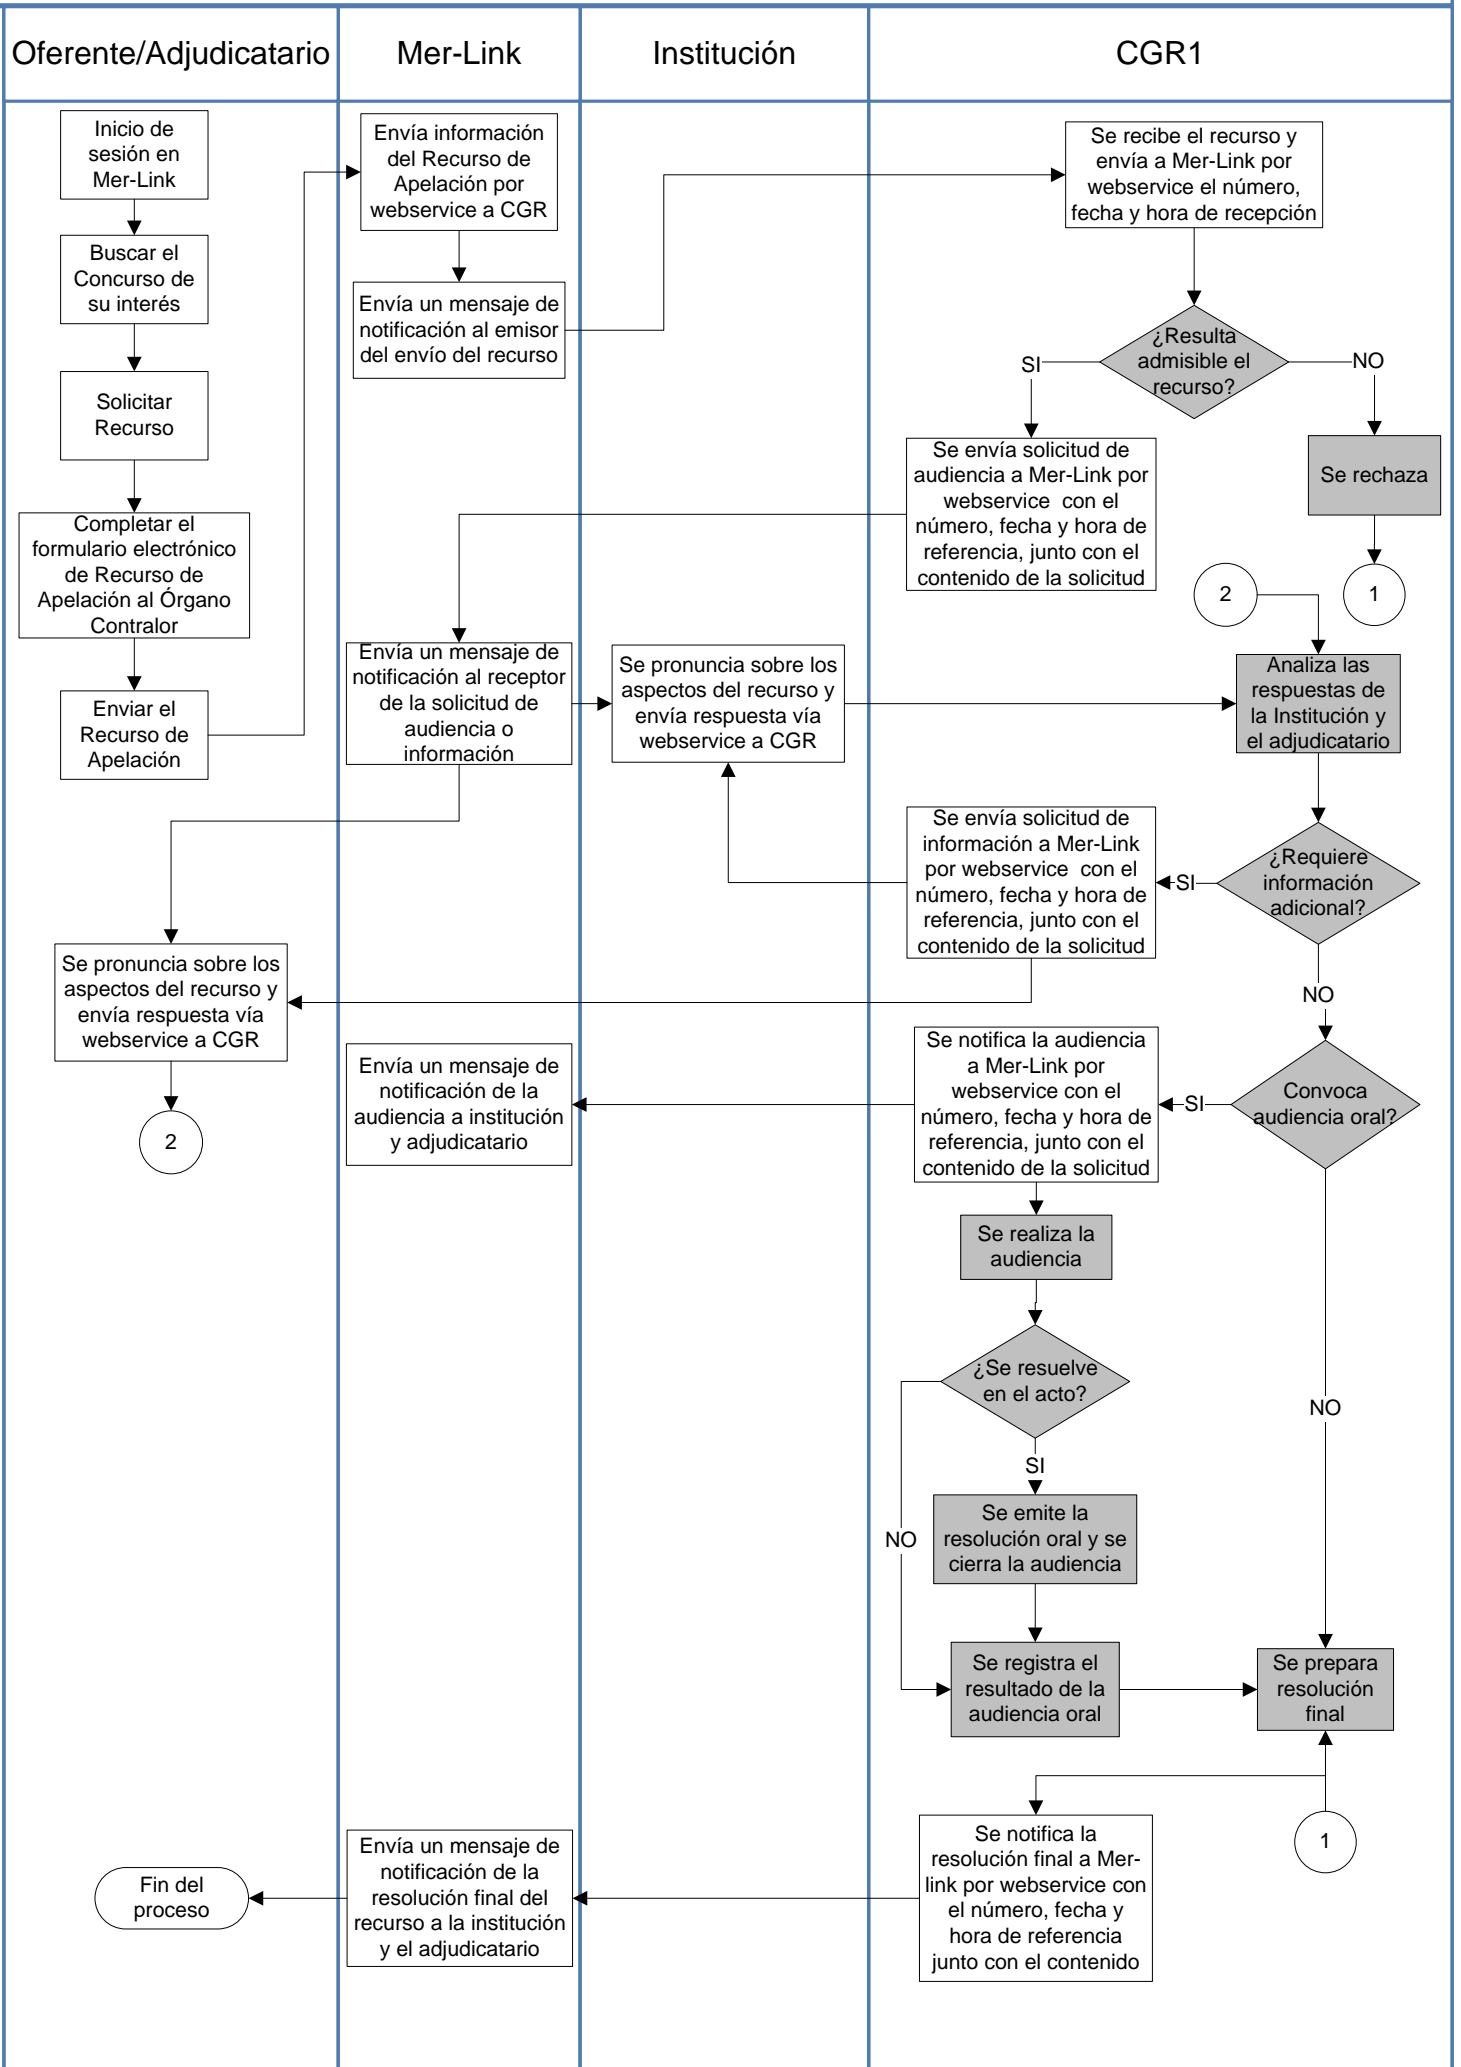 Oferente/Adjudicatario
Mer-Link
Institución
CGR1
Inicio de
sesión en
Mer-Link
Buscar el
Concurso de
su interés
Solicitar
Recurso
Completar el
formulario electrónico
de Recurso de
Apelación al Órgano
Contralor
Enviar el
Recurso de
Apelación
Envía información
del Recurso de
Apelación por
webservice a CGR
Envía un mensaje de
notificación al emisor
del envío del recurso
Se recibe el recurso y
envía a Mer-Link por
webservice el número,
fecha y hora de recepción
¿Resulta
admisible el
recurso?
SI
NO
Se envía solicitud de
audiencia a Mer-Link por
webservice  con el
número, fecha y hora de
referencia, junto con el
contenido de la solicitud
Se rechaza
2
1
Envía un mensaje de
notificación al receptor
de la solicitud de
audiencia o
información
Se pronuncia sobre los
aspectos del recurso y
envía respuesta vía
webservice a CGR
Analiza las
respuestas de
la Institución y
el adjudicatario
Se envía solicitud de
información a Mer-Link
por webservice  con el
número, fecha y hora de
referencia, junto con el
contenido de la solicitud
SI
¿Requiere
información
adicional?
NO
Se pronuncia sobre los
aspectos del recurso y
envía respuesta vía
webservice a CGR
2
Envía un mensaje de
notificación de la
audiencia a institución
y adjudicatario
Se notifica la audiencia
a Mer-Link por
webservice con el
número, fecha y hora de
referencia, junto con el
contenido de la solicitud
SI
Convoca
audiencia oral?
NO
Se realiza la
audiencia
¿Se resuelve
en el acto?
SI
NO
Se emite la
resolución oral y se
cierra la audiencia
Se registra el
resultado de la
audiencia oral
Se prepara
resolución
final
1
Se notifica la
resolución final a Mer-
link por webservice con
el número, fecha y
hora de referencia
junto con el contenido
Envía un mensaje de
notificación de la
resolución final del
recurso a la institución
y el adjudicatario
Fin del
proceso